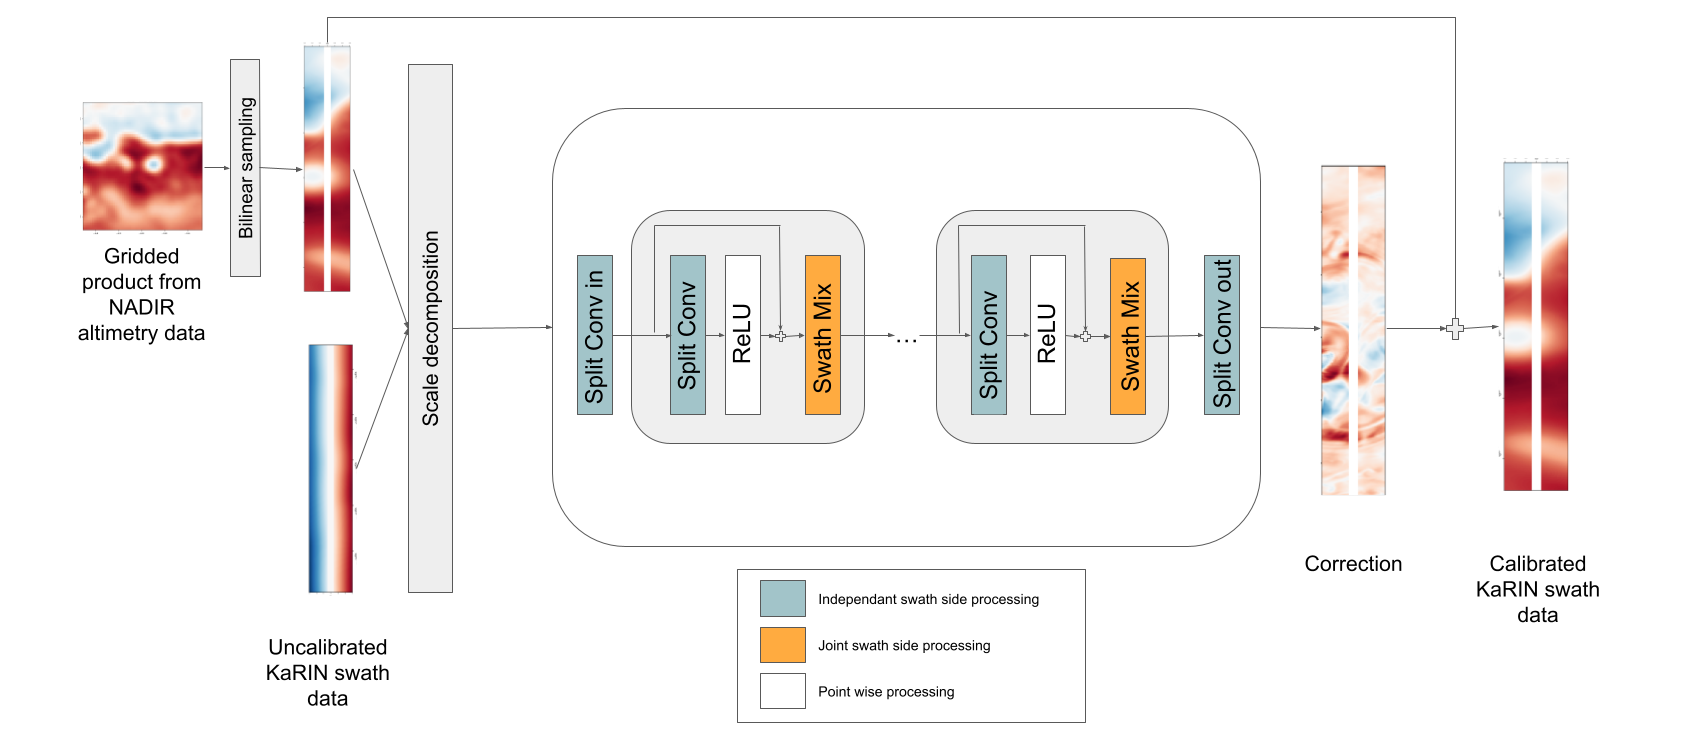 Gridded
product from
NADIR
altimetry data
Bilinear sampling
Uncalibrated
KaRIN swath
data
Scale decomposition
Split Conv in
Split Conv
ReLU
Swath Mix
...
Split Conv
ReLU
Swath Mix
Split Conv out
Correction
Calibrated
KaRIN swath
data
Independant swath side processing
Joint swath side processing
Point wise processing